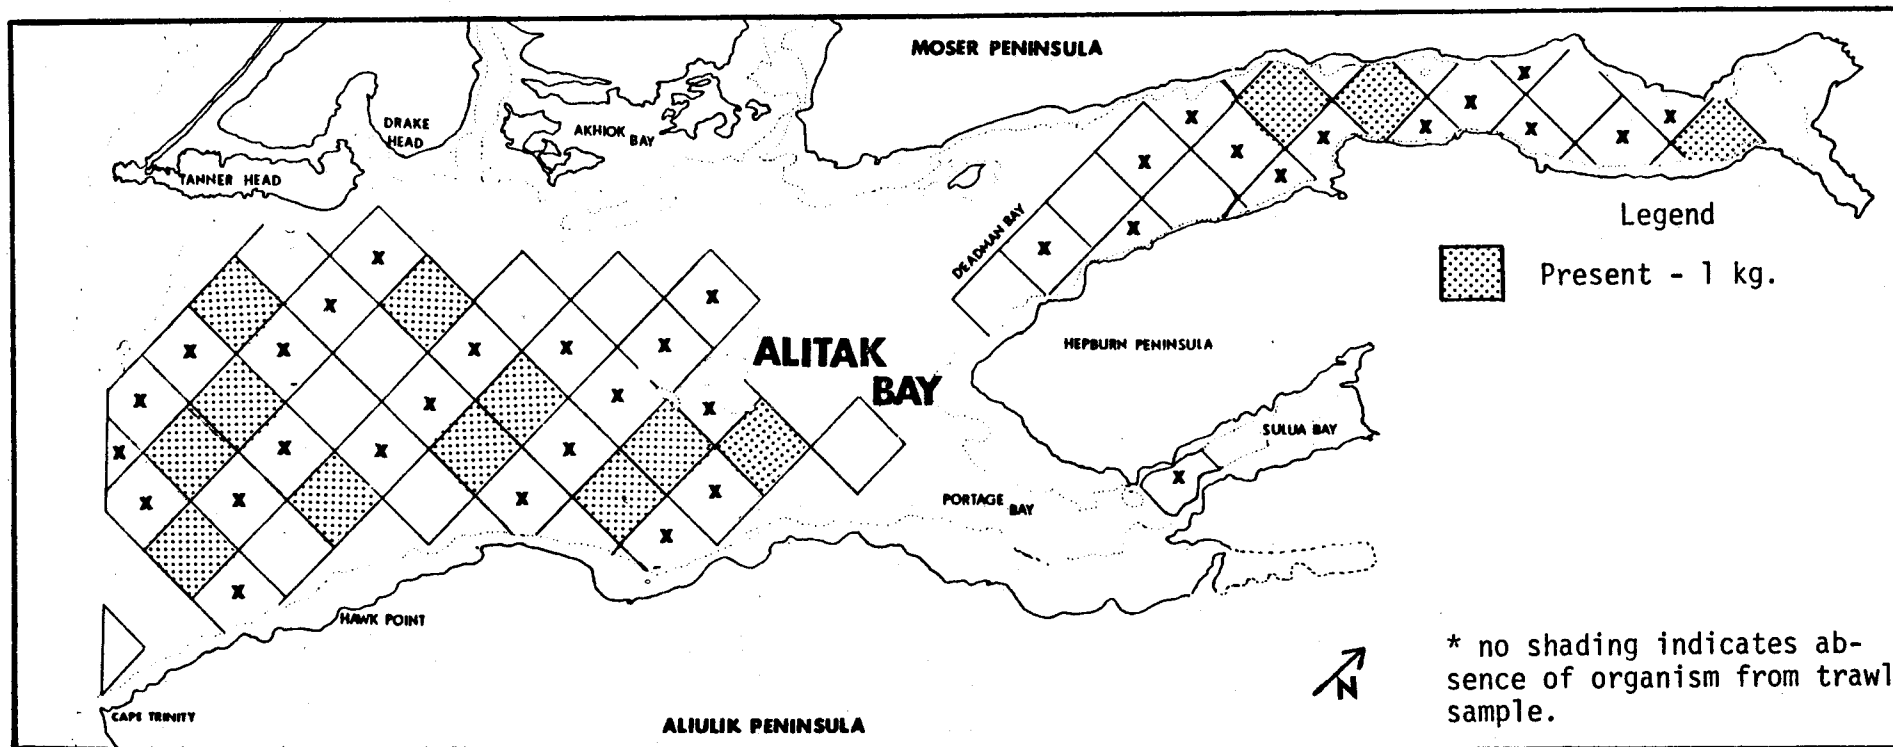 MOSER PENINSULA
DRAKE
HEAD
AKHIOK BAY
TANNER HEAD
DEADMAN BAY
Legend
Present - 1 kg.
ALITAK
BAY
HEPBURN PENINSULA
SULUA BAY
PORTAGE
BAY
HAWK POINT
CAPE TRINITY
ALIULIK PENINSULA
N
* no shading indicates ab-
sence of organism from trawl
sample.
x x x x x x x x x x x x x x x x x x x x x x x x x x x x x x x x x x x x x x x